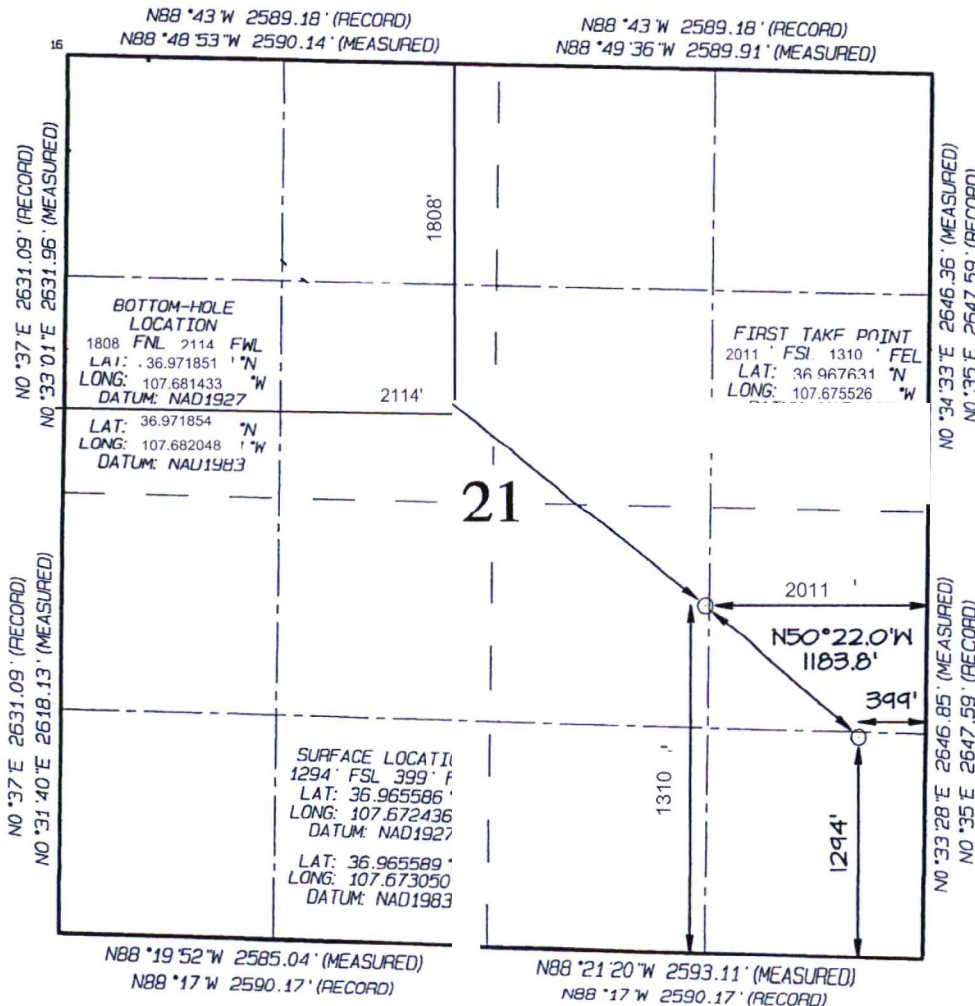 N88°43'W 2589.18' (RECORD)
N88°48'53"W 2590.14' (MEASURED)
N88°43'W 2589.18' (RECORD)
N88°49'36"W 2589.91' (MEASURED)
16
N0°37'E 2631.09' (RECORD)
N0°33'01"E 2631.96' (MEASURED)
1808'
N0°34'33"E 2646.36' (MEASURED)
N0°35'E 2647.59' (RECORD)
BOTTOM-HOLE
LOCATION
1808 FNL 2114 FWL
LAT: 36.971851 °N
LONG: 107.681433 °W
DATUM: NAD1927
LAT: 36.971854 °N
LONG: 107.682048 °W
DATUM: NAD1983
2114'
FIRST TAKE POINT
2011 ' FSL 1310 ' FEL
LAT: 36.967631 °N
LONG: 107.675526 °W
21
2011 '
N50°22.0'W
1183.8'
399'
1310 '
1294'
N0°37'E 2631.09' (RECORD)
N0°31'40"E 2618.13' (MEASURED)
N0°33'28"E 2646.85' (MEASURED)
N0°35'E 2647.59' (RECORD)
SURFACE LOCATI
1294' FSL 399' F
LAT: 36.965586 °
LONG: 107.672436
DATUM: NAD1927
LAT: 36.965589 °
LONG: 107.673050
DATUM: NAD1983
N88°19'52"W 2585.04' (MEASURED)
N88°17'W 2590.17' (RECORD)
N88°21'20"W 2593.11' (MEASURED)
N88°17'W 2590.17' (RECORD)